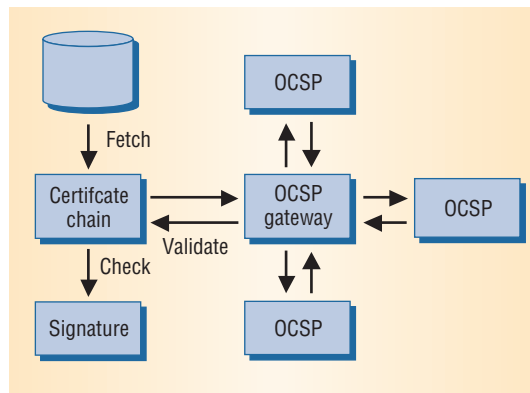 OCSP
Fetch
Certifcate
chain
OCSP
gateway
OCSP
Validate
Check
Signature
OCSP